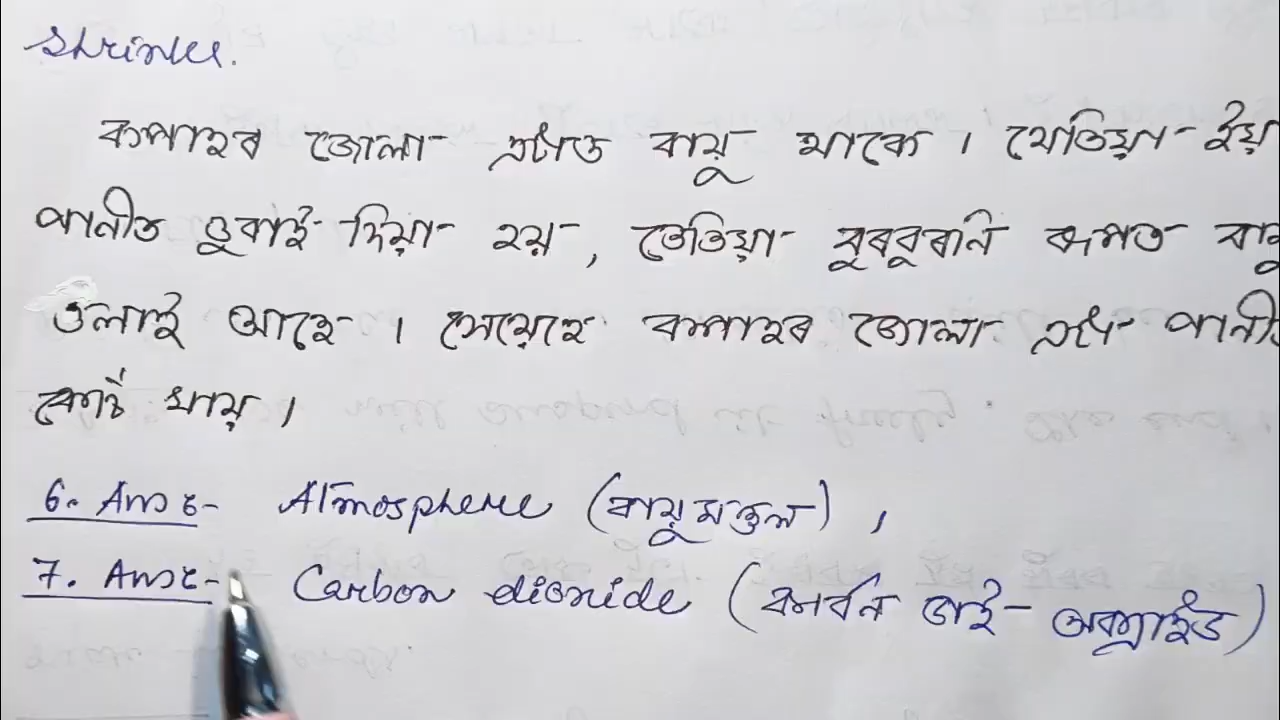 shrinks.
কপাহৰ জোলা এটাত বায়ু থাকে। যেতিয়া ইয়
পানীত ডুবাই দিয়া হয়, তেতিয়া বুৰবুৰনি ৰূপত বায়ু
ওলাই আহে। সেয়েহে কপাহৰ জোলা এটা পানীত
কোচ খায়।
6. Ans:- Atmosphere (বায়ুমণ্ডল),
7. Ans:- Carbon dioxide (কাৰ্বন ডাই-অক্সাইড)